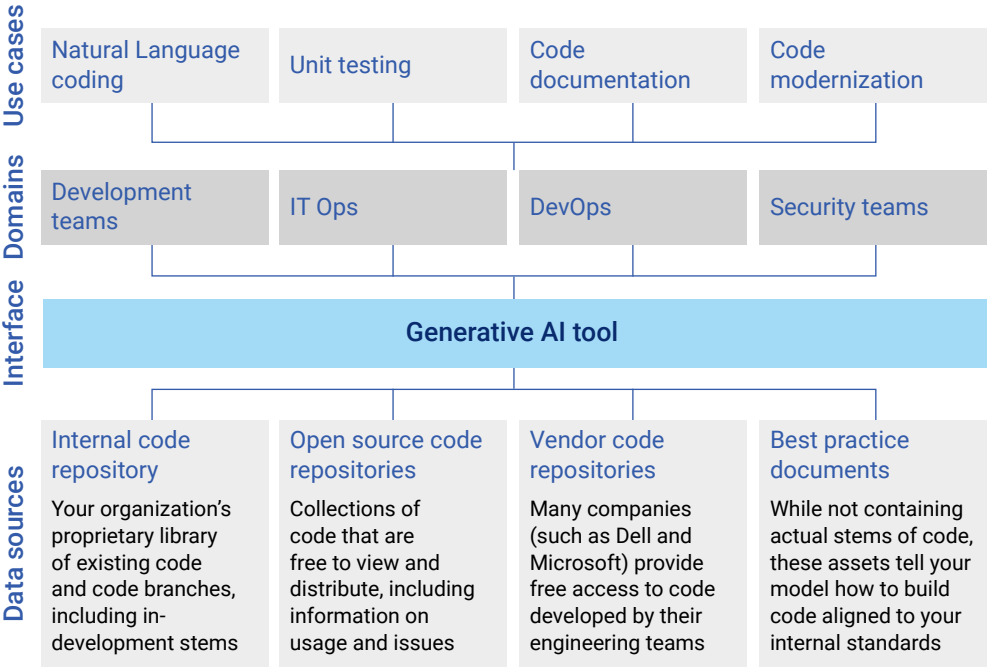 Use cases
Natural Language
coding
Unit testing
Code
documentation
Code
modernization
Domains
Development
teams
IT Ops
DevOps
Security teams
Interface
Generative AI tool
Data sources
Internal code
repository
Your organization's
proprietary library
of existing code
and code branches,
including in-
development stems
Open source code
repositories
Collections of
code that are
free to view and
distribute, including
information on
usage and issues
Vendor code
repositories
Many companies
(such as Dell and
Microsoft) provide
free access to code
developed by their
engineering teams
Best practice
documents
While not containing
actual stems of code,
these assets tell your
model how to build
code aligned to your
internal standards